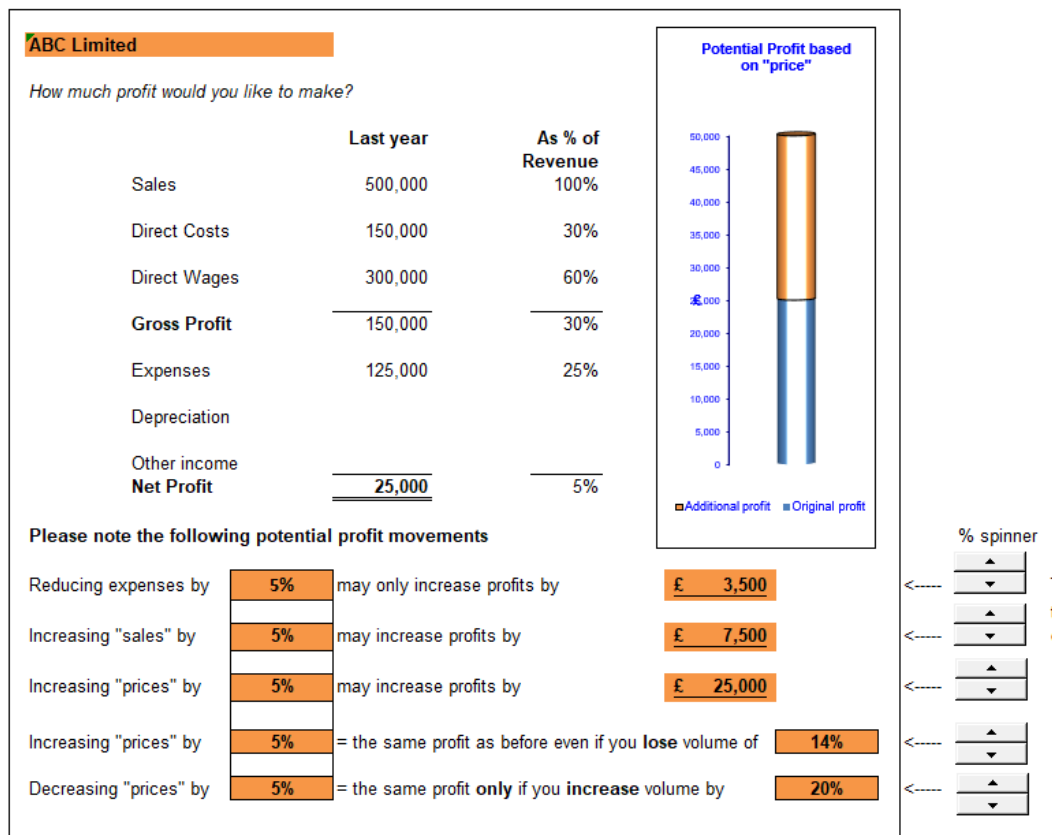 ABC Limited
How much profit would you like to make?
Last year As % of
Revenue
Sales 500,000 100%
Direct Costs 150,000 30%
Direct Wages 300,000 60%
Gross Profit 150,000 30%
Expenses 125,000 25%
Depreciation
Other income
Net Profit 25,000 5%
Potential Profit based
on "price"
50,000
45,000
40,000
35,000
30,000
£
20,000
15,000
10,000
5,000
0
Additional profit Original profit
Please note the following potential profit movements
% spinner
Reducing expenses by 5% may only increase profits by £ 3,500 <-----
Increasing "sales" by 5% may increase profits by £ 7,500 <-----
Increasing "prices" by 5% may increase profits by £ 25,000 <-----
Increasing "prices" by 5% = the same profit as before even if you lose volume of 14% <-----
Decreasing "prices" by 5% = the same profit only if you increase volume by 20% <-----